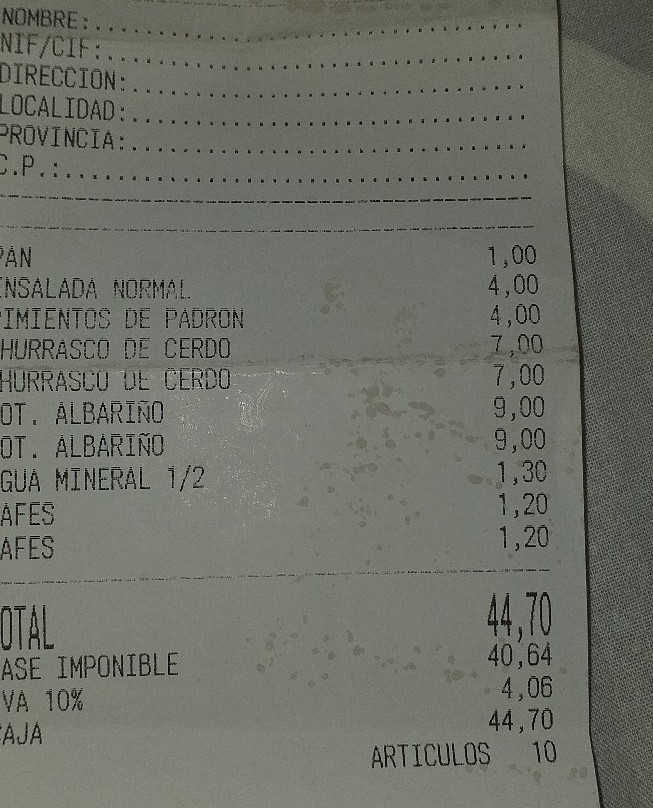 NOMBRE:..............................
NIF/CIF:..............................
DIRECCION:...........................
LOCALIDAD:...........................
PROVINCIA:...........................
C.P.:................................
PAN 1,00
ENSALADA NORMAL 4,00
PIMIENTOS DE PADRON 4,00
HURRASCO DE CERDO 7,00
HURRASCO DE CERDO 7,00
OT. ALBARIÑO 9,00
OT. ALBARIÑO 9,00
GUA MINERAL 1/2 1,30
AFES 1,20
AFES 1,20
OTAL 44,70
ASE IMPONIBLE 40,64
VA 10% 4,06
CAJA 44,70
ARTICULOS 10